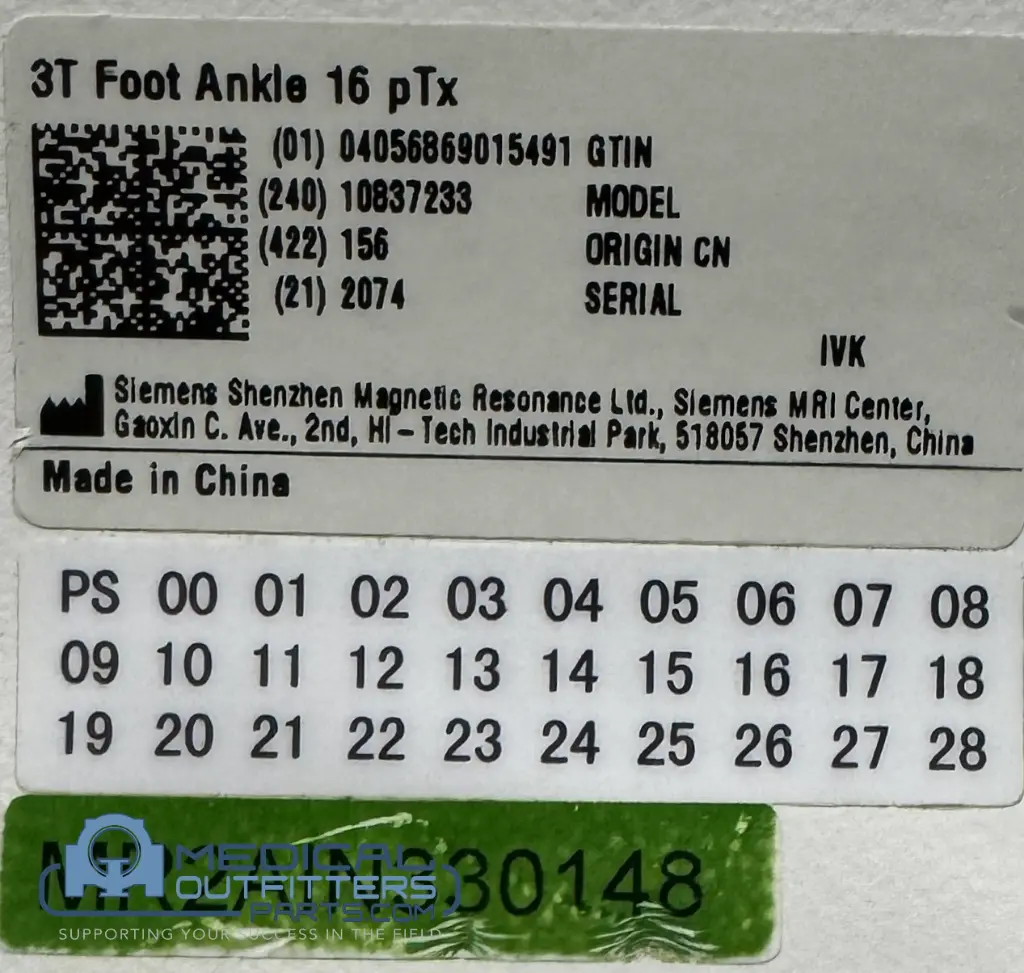 3T Foot Ankle 16 pTx
(01) 04056869015491 GTIN
(240) 10837233 MODEL
(422) 156 ORIGIN CN
(21) 2074 SERIAL
IVK
Siemens Shenzhen Magnetic Resonance Ltd., Siemens MRI Center,
Gaoxin C. Ave., 2nd, Hi-Tech Industrial Park, 518057 Shenzhen, China
Made in China
PS 00 01 02 03 04 05 06 07 08
09 10 11 12 13 14 15 16 17 18
19 20 21 22 23 24 25 26 27 28
MEDICAL
OUTFITTERS
PARTS.COM
SUPPORTING YOUR SUCCESS IN THE FIELD